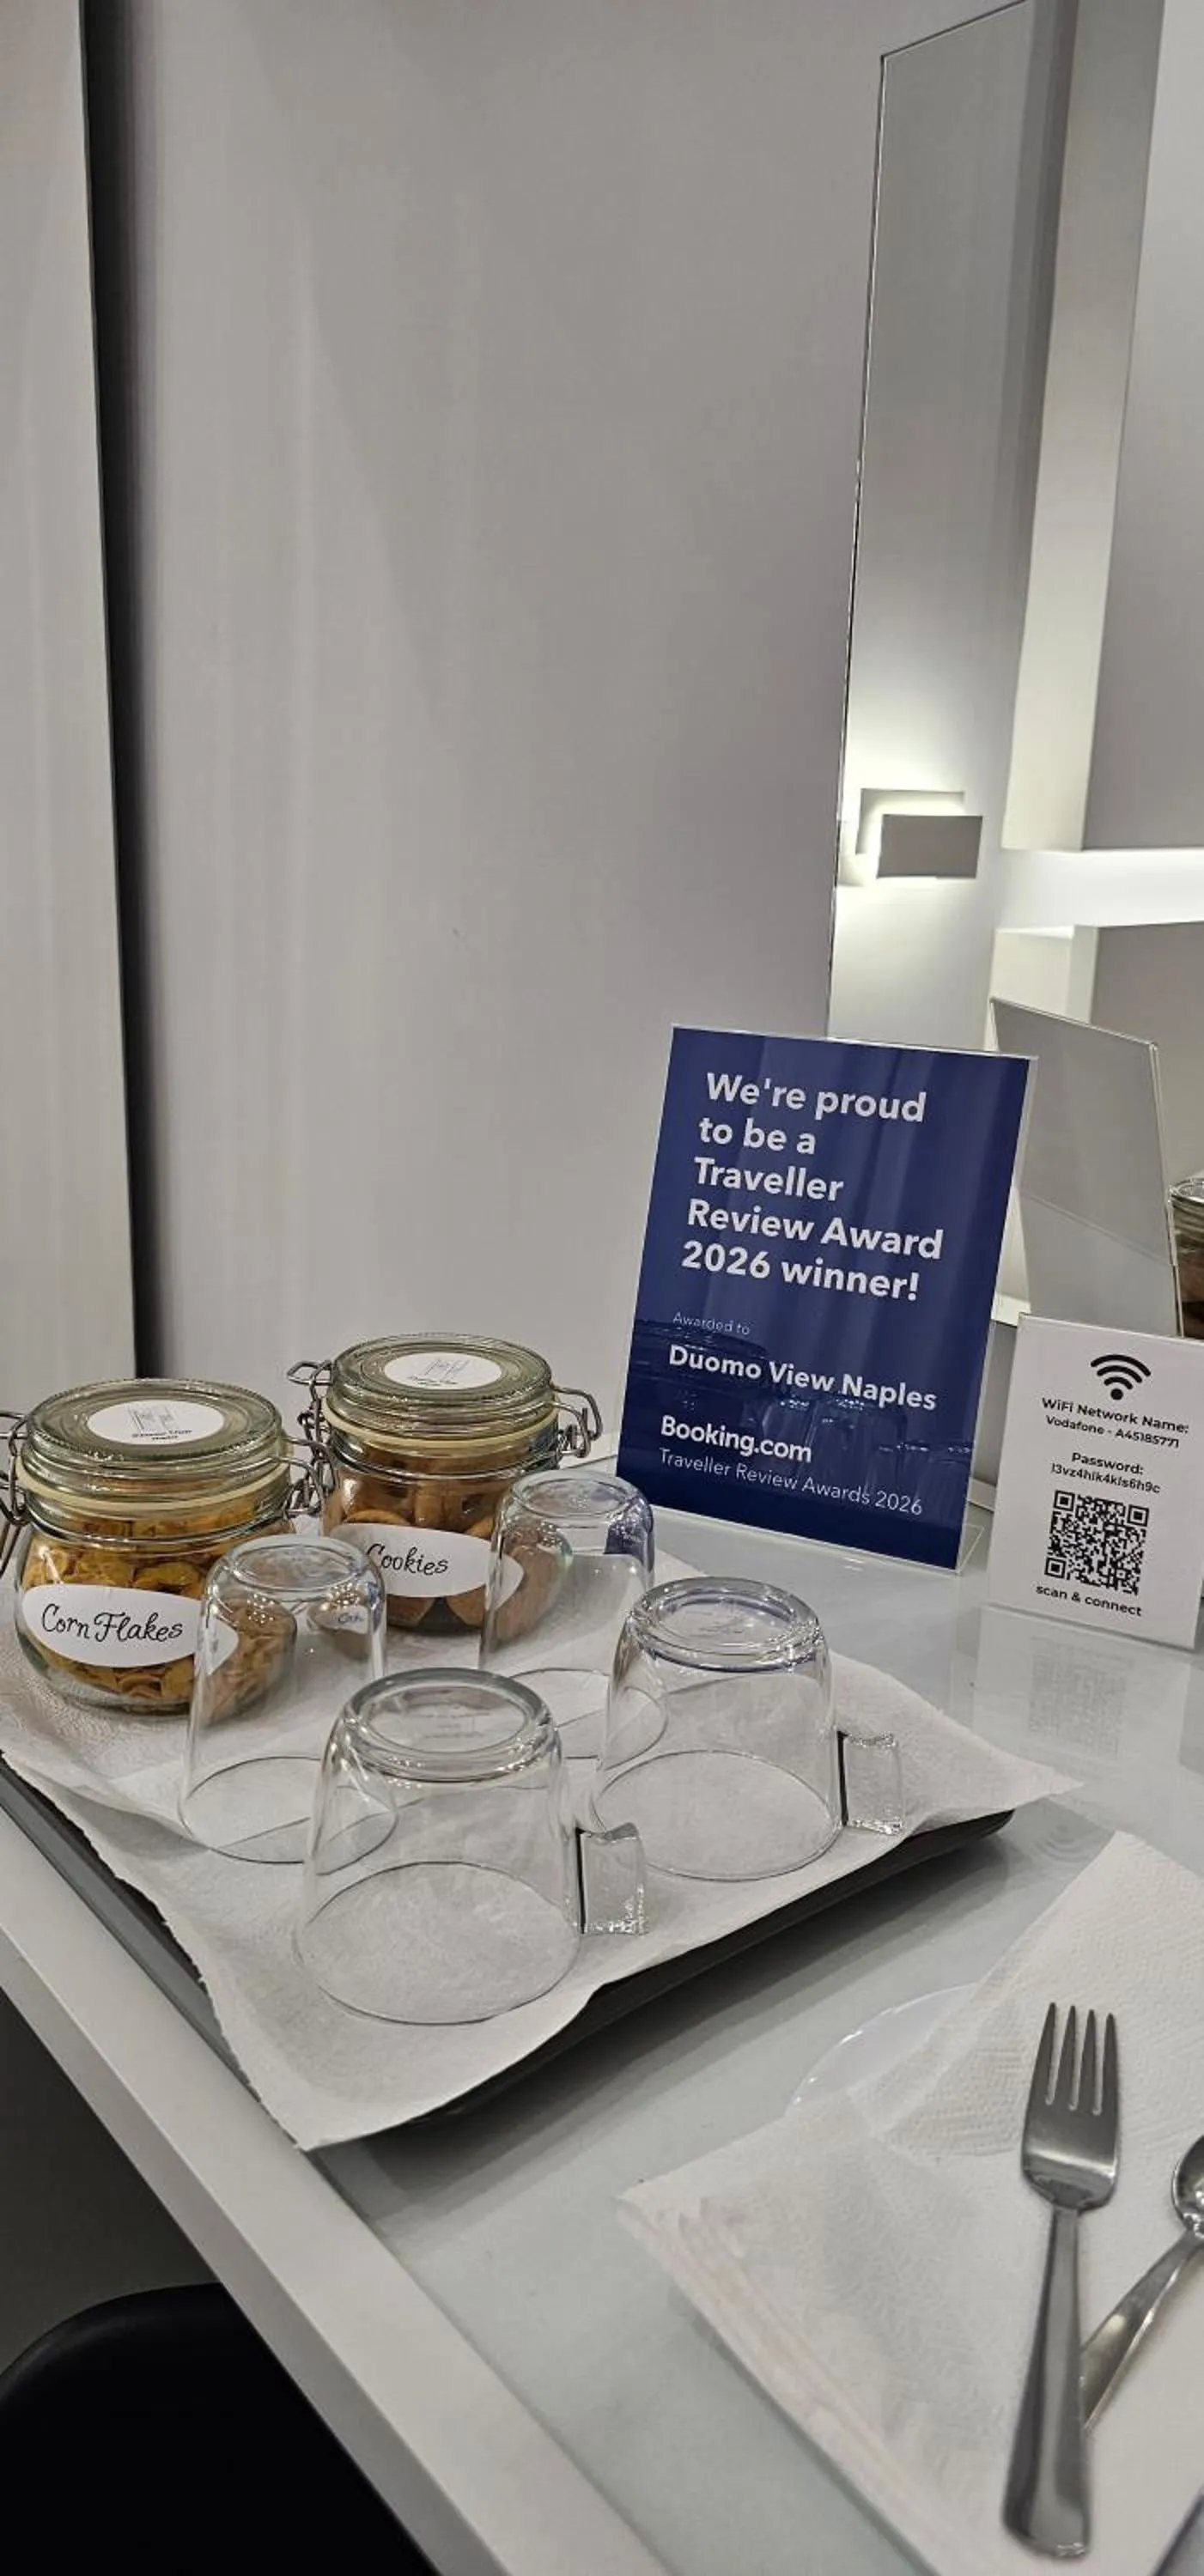 We're proud
to be a
Traveller
Review Award
2026 winner!
Awarded to
Duomo View Naples
Booking.com
Traveller Review Awards 2026
WiFi Network Name:
Vodafone - A45185771
Password:
scan & connect
Cookies
Corn Flakes